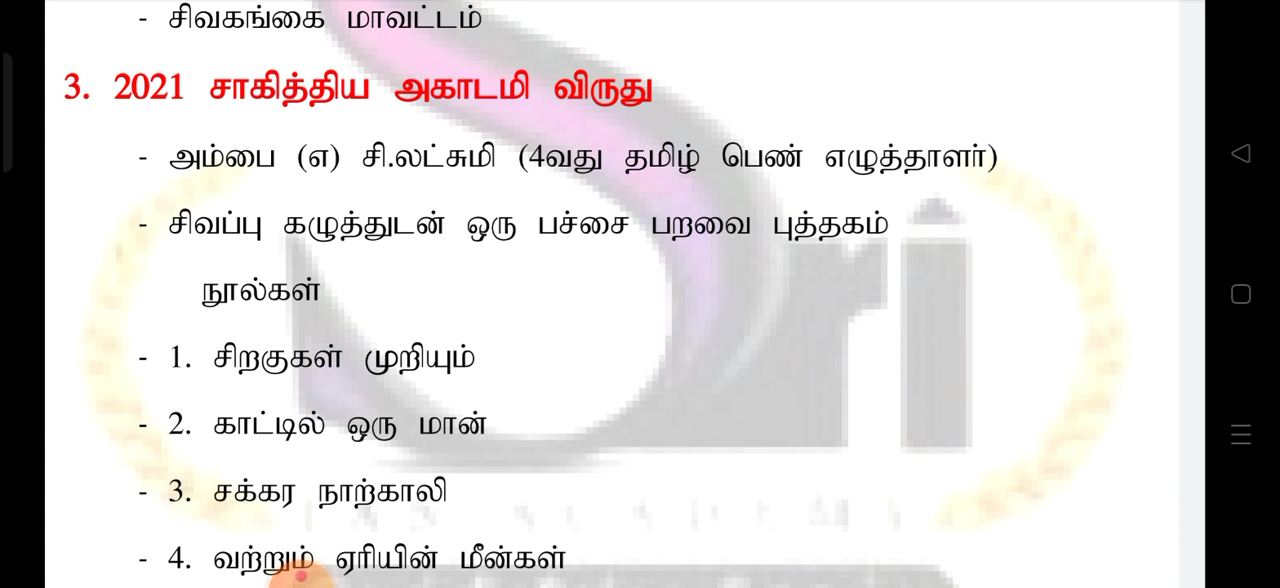 - சிவகங்கை மாவட்டம்
3. 2021 சாகித்திய அகாடமி விருது
- அம்பை (எ) சி.லட்சுமி (4வது தமிழ் பெண் எழுத்தாளர்)
- சிவப்பு கழுத்துடன் ஒரு பச்சை பறவை புத்தகம்
நூல்கள்
- 1. சிறகுகள் முறியும்
- 2. காட்டில் ஒரு மான்
- 3. சக்கர நாற்காலி
- 4. வற்றும் ஏரியின் மீன்கள்
Sri